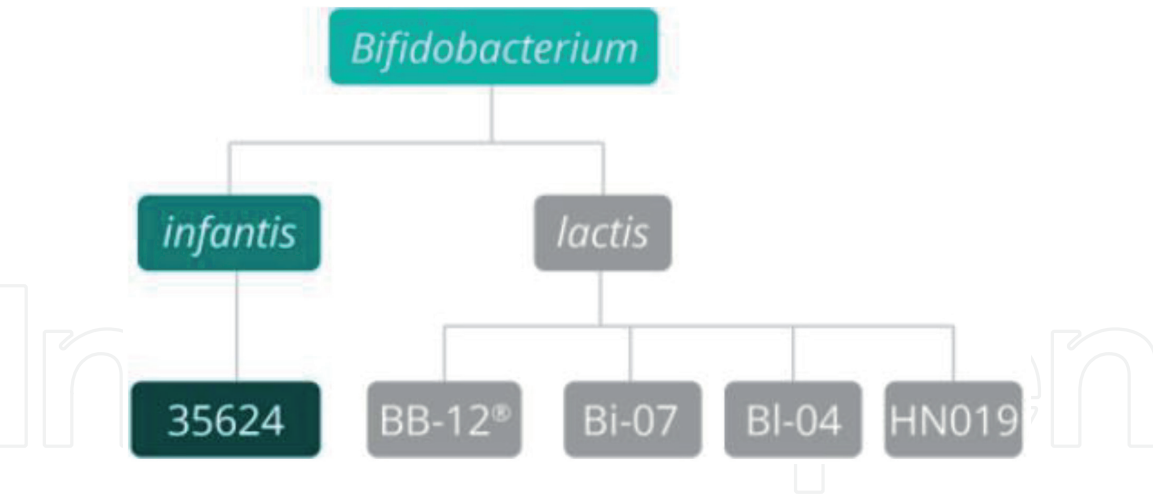 Bifidobacterium
infantis
lactis
35624
BB-12®
Bi-07
Bl-04
HN019